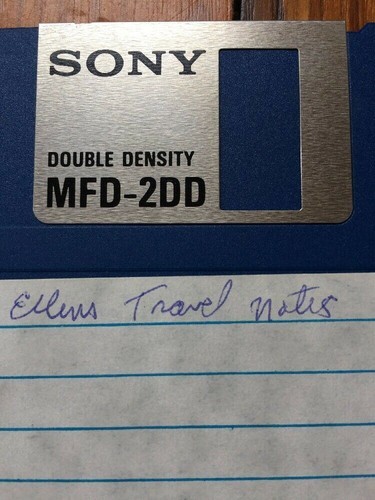 SONY
DOUBLE DENSITY
MFD-2DD
Ellens Travel Notes